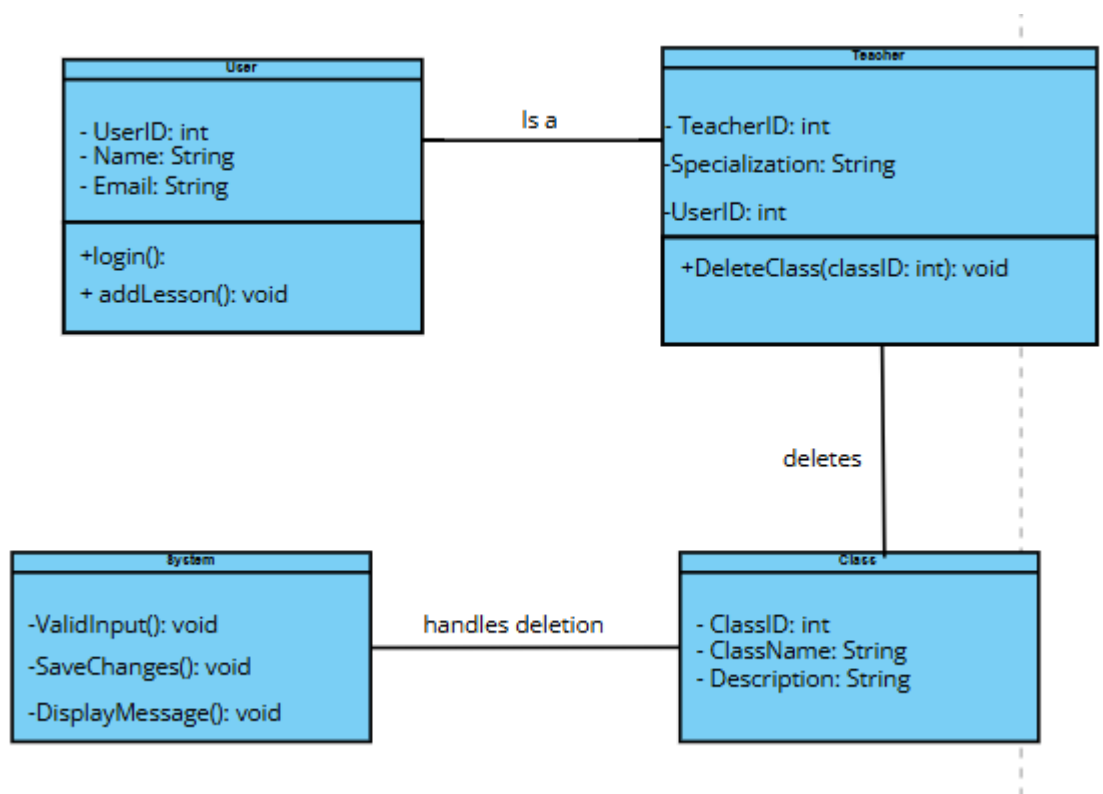 User
- UserID: int
- Name: String
- Email: String
+login():
+ addLesson(): void
Is a
Teacher
- TeacherID: int
-Specialization: String
-UserID: int
+DeleteClass(classID: int): void
deletes
System
-ValidInput(): void
-SaveChanges(): void
-DisplayMessage(): void
handles deletion
Class
- ClassID: int
- ClassName: String
- Description: String